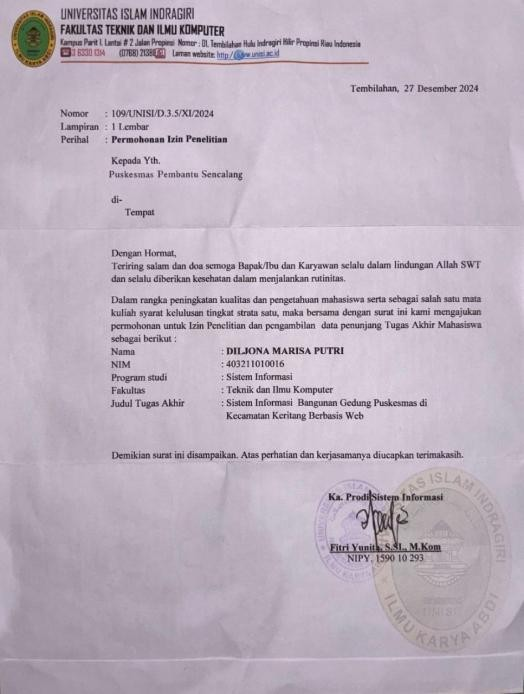 UNIVERSITAS ISLAM INDRAGIRI
FAKULTAS TEKNIK DAN ILMU KOMPUTER
Kampus Parit I, Lantai # 2 Jalan Propinsi Nomor : 01, Tembilahan Hulu Indragiri Hilir Propinsi Riau Indonesia
Laman website: http://www.unisi.ac.id
Tembilahan, 27 Desember 2024
Nomor : 109/UNISI/D.3.5/XI/2024
Lampiran : 1 Lembar
Perihal : Permohonan Izin Penelitian
Kepada Yth.
Puskesmas Pembantu Sencalang
di-
Tempat
Dengan Hormat,
Teriring salam dan doa semoga Bapak/Ibu dan Karyawan selalu dalam lindungan Allah SWT
dan selalu diberikan kesehatan dalam menjalankan rutinitas.
Dalam rangka peningkatan kualitas dan pengetahuan mahasiswa serta sebagai salah satu mata
kuliah syarat kelulusan tingkat strata satu, maka bersama dengan surat ini kami mengajukan
permohonan untuk Izin Penelitian dan pengambilan data penunjang Tugas Akhir Mahasiswa
sebagai berikut :
Nama : DILJONA MARISA PUTRI
NIM : 403211010016
Program studi : Sistem Informasi
Fakultas : Teknik dan Ilmu Komputer
Judul Tugas Akhir : Sistem Informasi Bangunan Gedung Puskesmas di
Kecamatan Keritang Berbasis Web
Demikian surat ini disampaikan. Atas perhatian dan kerjasamanya diucapkan terimakasih.
Ka. Prodi Sistem Informasi
Fitri Yunita, S.SI., M.Kom
NIPY. 1590 10 293
UNIVERSITAS ISLAM INDRAGIRI
UNISI
ILMU KARYA ABDI